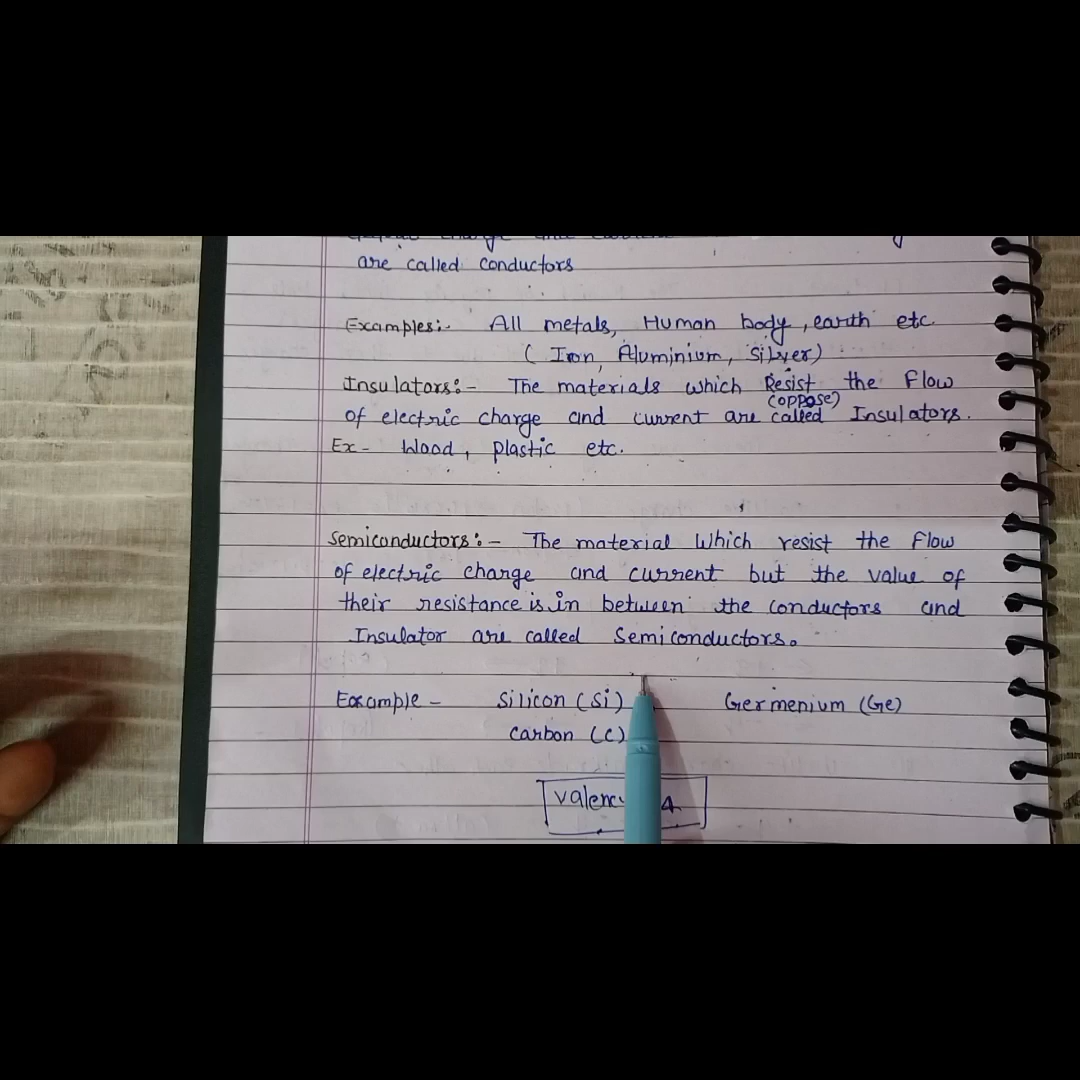 are called conductors
Examples:- All metals, Human body, earth etc.
( Iron, Aluminium, Silver)
Insulators:- The materials which Resist the Flow
(oppose)
of electric charge and current are called Insulators.
Ex- Wood, plastic etc.
Semiconductors:- The material Which resist the Flow
of electric charge and current but the value of
their resistance is in between the conductors and
Insulator are called Semiconductors.
Example - Silicon (Si) Germenium (Ge)
Carbon (C)
4